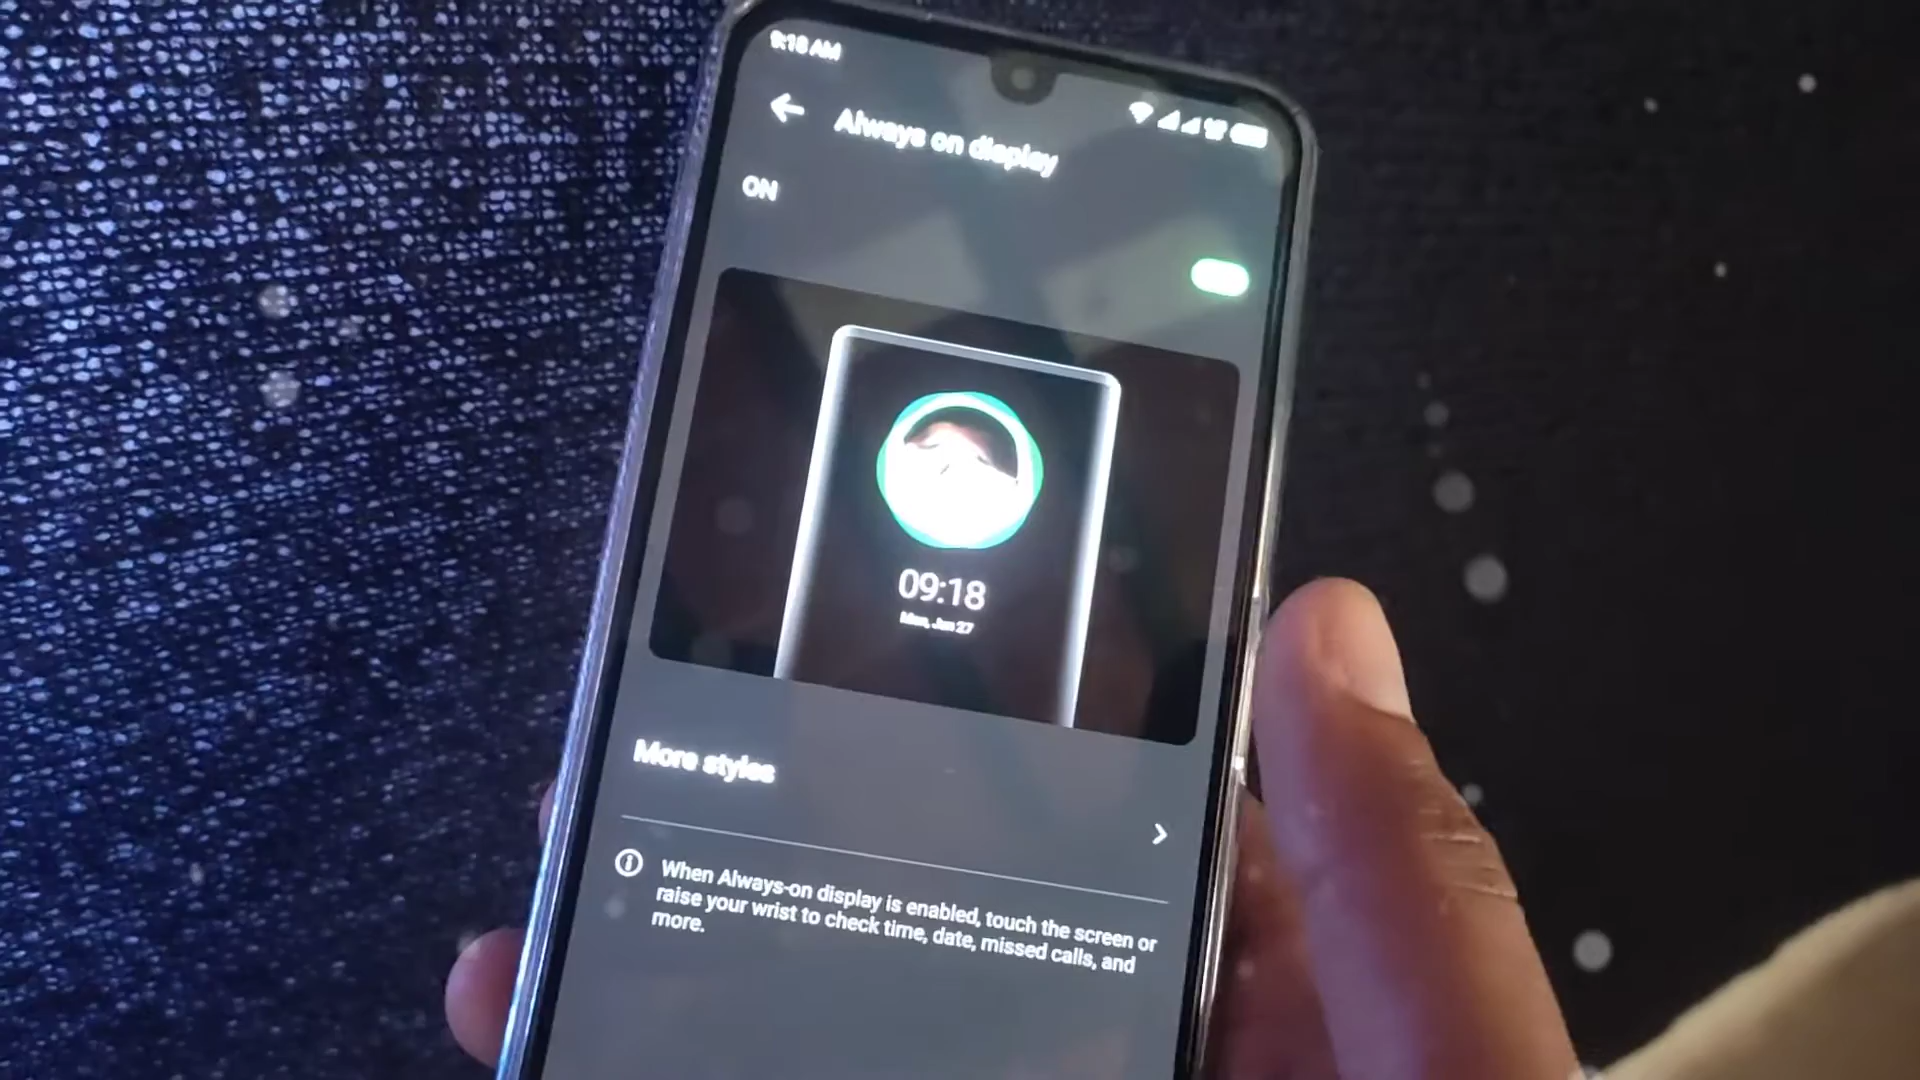 9:18 AM
Always on display
ON
09:18
Mon, Jun 27
More styles
When Always-on display is enabled, touch the screen or
raise your wrist to check time, date, missed calls, and
more.